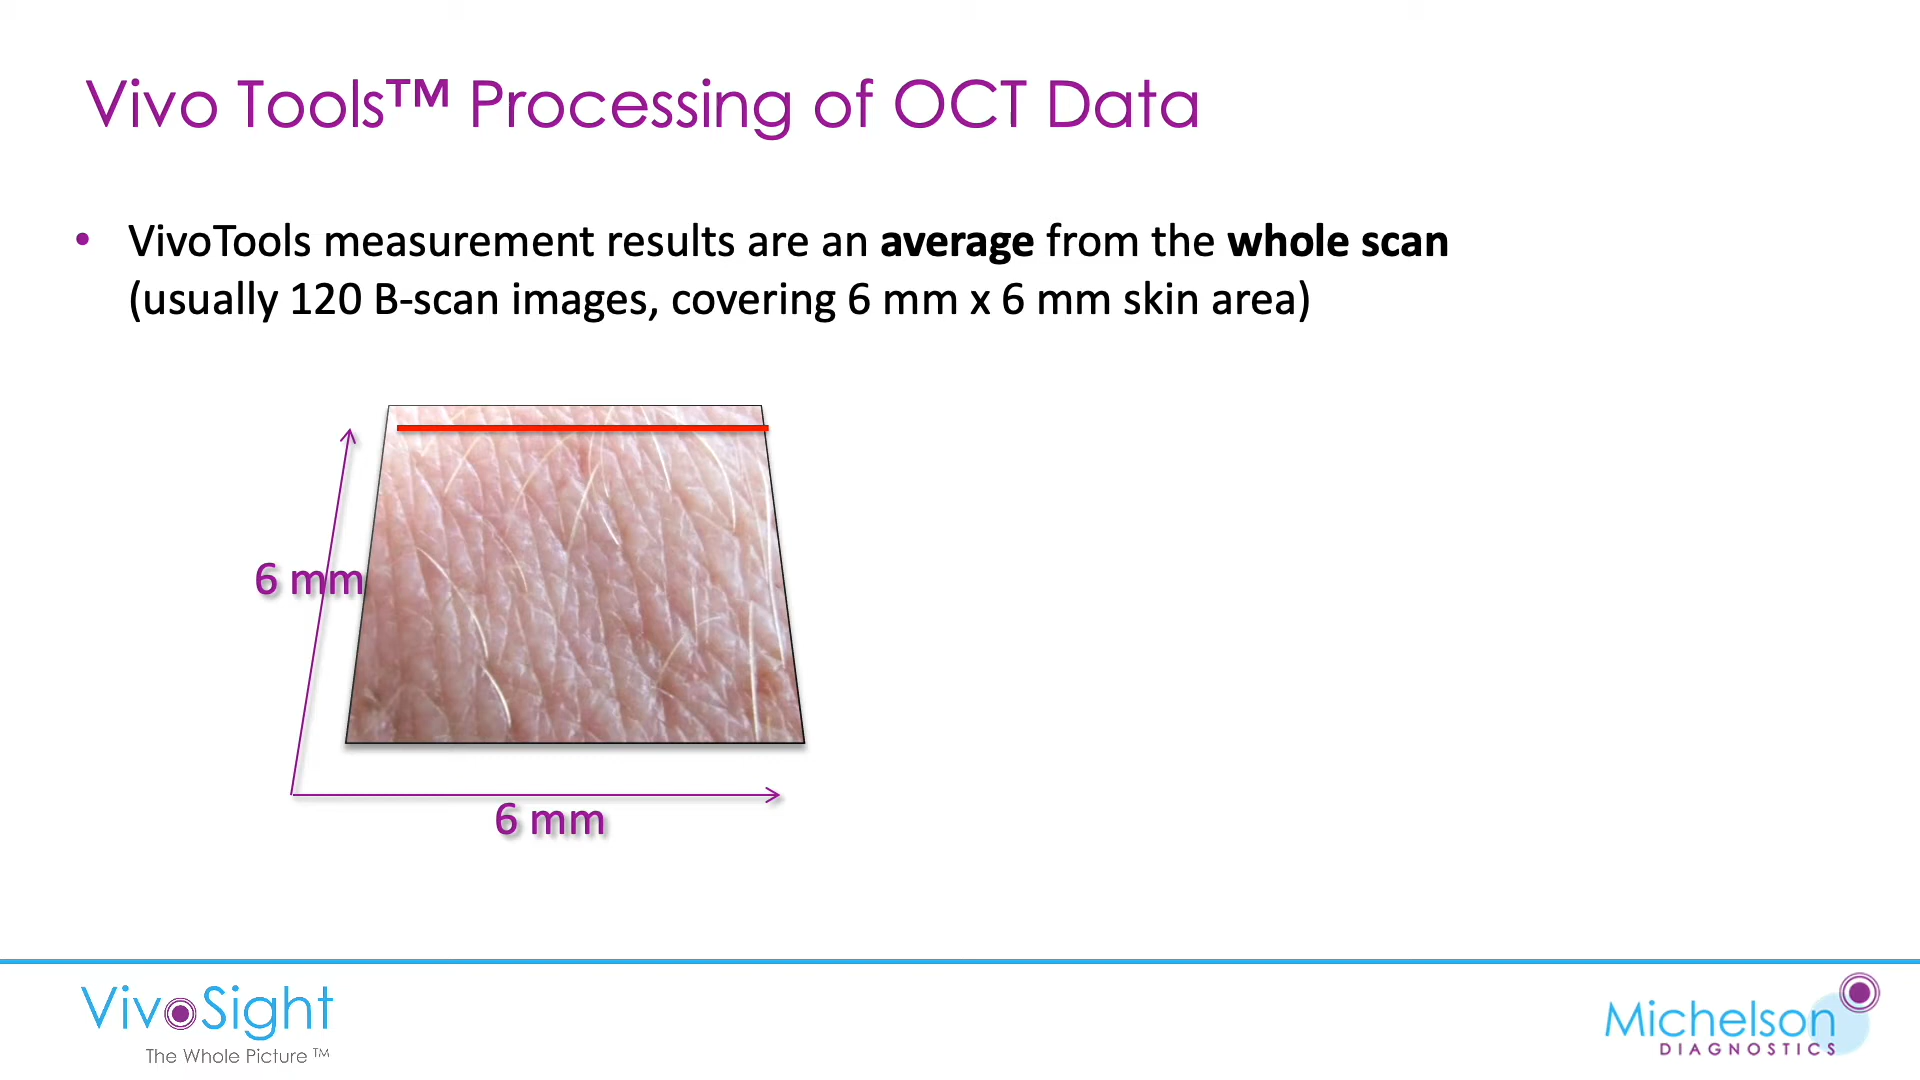 Vivo Tools™ Processing of OCT Data
• VivoTools measurement results are an average from the whole scan
(usually 120 B-scan images, covering 6 mm x 6 mm skin area)
6 mm
6 mm
VivoSight
The Whole Picture ™
Michelson
DIAGNOSTICS